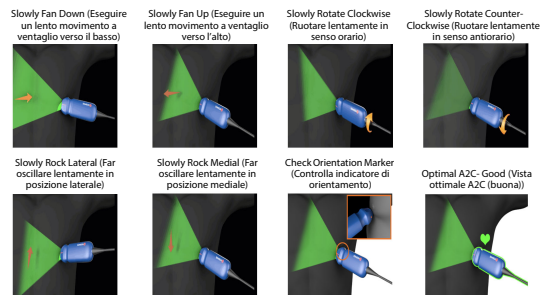 Slowly Fan Down (Eseguire
un lento movimento a
ventaglio verso il basso)
Slowly Fan Up (Eseguire un
lento movimento a ventaglio
verso l'alto)
Slowly Rotate Clockwise
(Ruotare lentamente in
senso orario)
Slowly Rotate Counter-
Clockwise (Ruotare lentamente
in senso antiorario)
Slowly Rock Lateral (Far
oscillare lentamente in
posizione laterale)
Slowly Rock Medial (Far
oscillare lentamente in
posizione mediale)
Check Orientation Marker
(Controlla indicatore di
orientamento)
Optimal A2C- Good (Vista
ottimale A2C (buona))